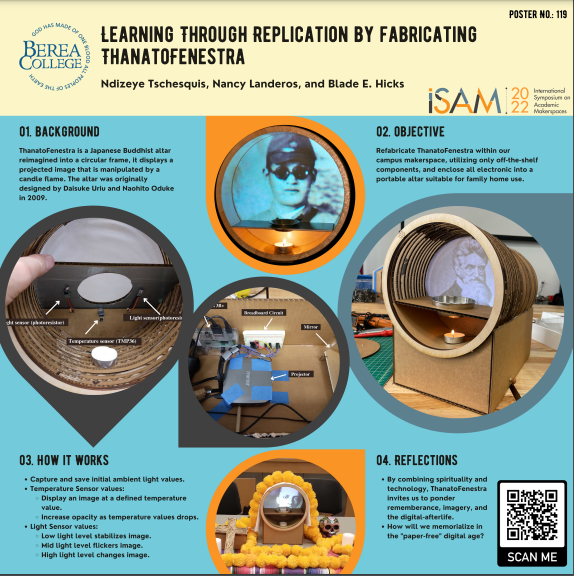 POSTER NO.: 119
GOD HAS MADE OF ONE BLOOD ALL PEOPLES OF THE EARTH
BEREA
COLLEGE
LEARNING THROUGH REPLICATION BY FABRICATING
THANATOFENESTRA
Ndizeye Tschesquis, Nancy Landeros, and Blade E. Hicks
iSAM
20
22
International
Symposium on
Academic
Makerspaces
01. BACKGROUND
ThanatoFenestra is a Japanese Buddhist altar
reimagined into a circular frame, it displays a
projected image that is manipulated by a
candle flame. The altar was originally
designed by Daisuke Uriu and Naohito Oduke
in 2009.
02. OBJECTIVE
Refabricate ThanatoFenestra within our
campus makerspace, utilizing only off-the-shelf
components, and enclose all electronic into a
portable altar suitable for family home use.
ght sensor (photoresistor)
Light sensor(photoresis
Temperature sensor (TMP36)
Breadboard Circuit
Mirror
Projector
03. HOW IT WORKS
• Capture and save initial ambient light values.
• Temperature Sensor values:
○ Display an image at a defined temperature
value.
○ Increase opacity as temperature values drops.
• Light Sensor values:
○ Low light level stabilizes image.
○ Mid light level flickers image.
○ High light level changes image.
04. REFLECTIONS
• By combining spirituality and
technology, ThanatoFenestra
invites us to ponder
remembrance, imagery, and
the digital-afterlife.
• How will we memorialize in
the "paper-free" digital age?
SCAN ME